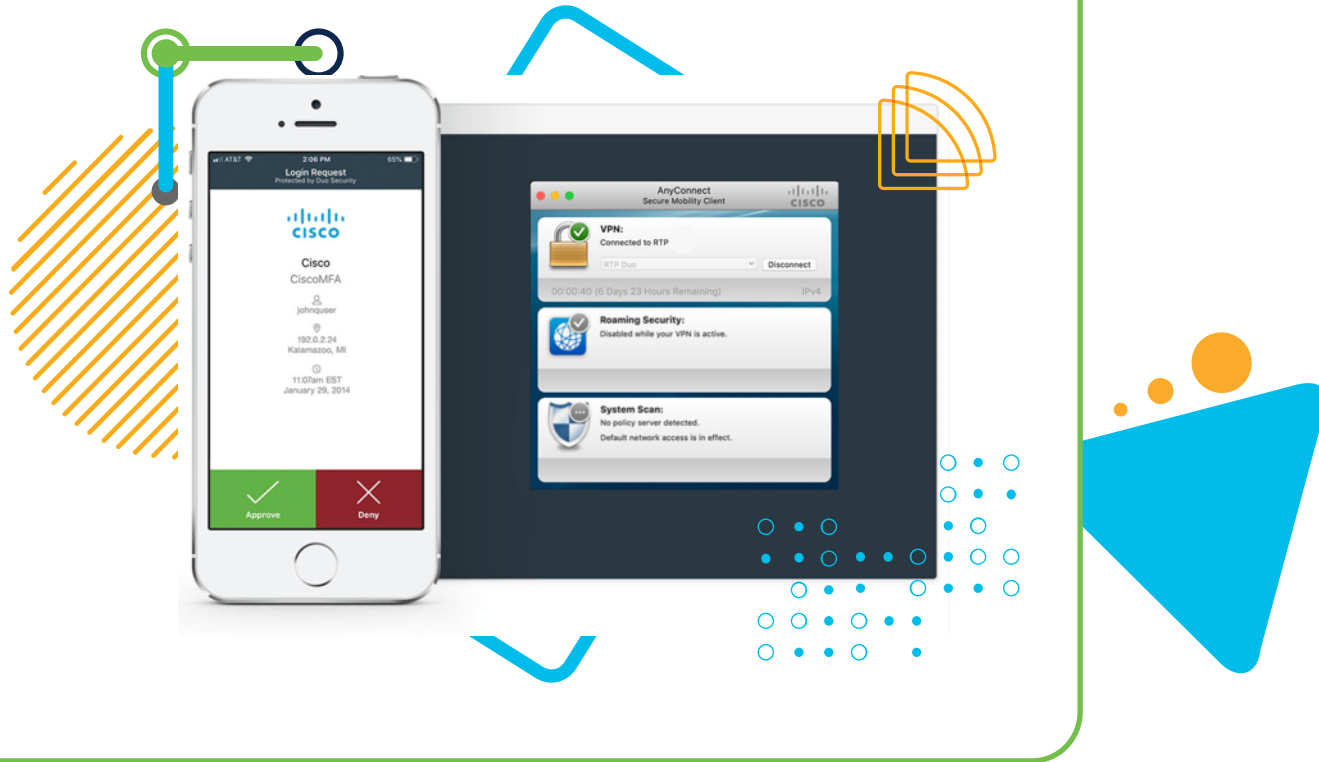 AT&T
2:06 PM
65%
Login Request
Protected by Duo Security
CISCO
Cisco
CiscoMFA
johnquser
192.0.2.24
Kalamazoo, MI
11:07am EST
January 29, 2014
Approve
Deny
AnyConnect
Secure Mobility Client
CISCO
VPN:
Connected to RTP
RTP Duo
Disconnect
00:00:40 (6 Days 23 Hours Remaining)
IPv4
Roaming Security:
Disabled while your VPN is active.
System Scan:
No policy server detected.
Default network access is in effect.